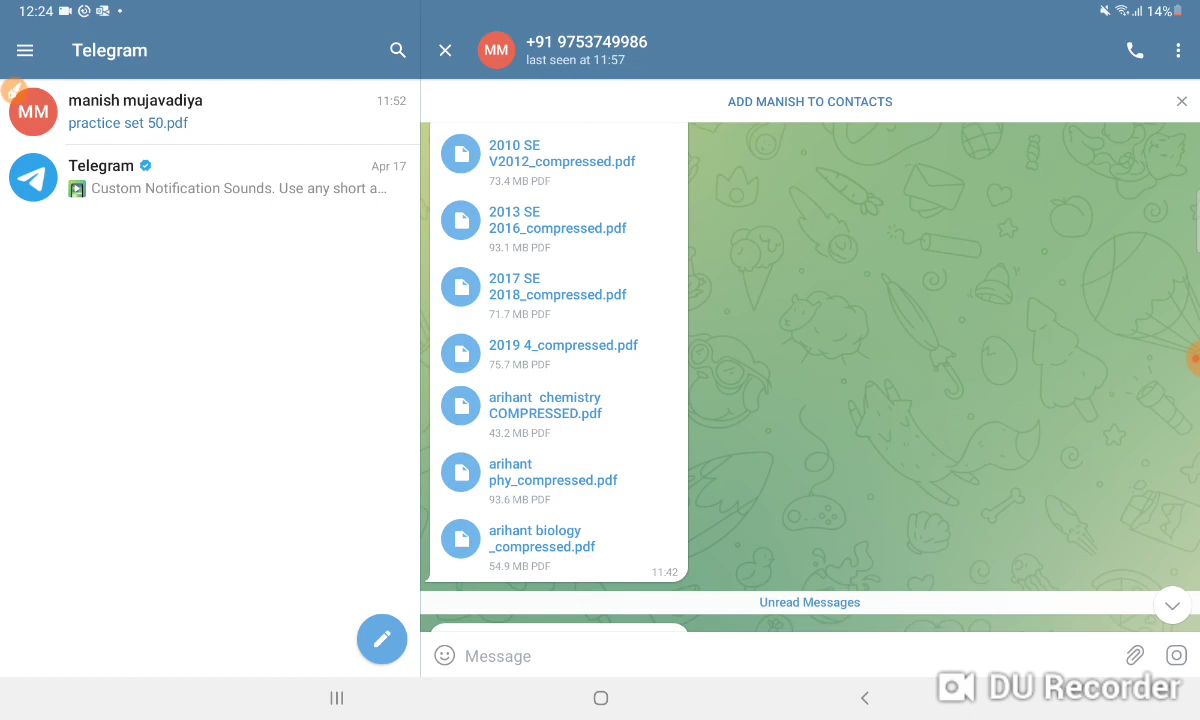 12:24
14%
Telegram
MM
+91 9753749986
last seen at 11:57
MM
manish mujavadiya
11:52
practice set 50.pdf
Telegram
Apr 17
Custom Notification Sounds. Use any short a...
ADD MANISH TO CONTACTS
2010 SE
V2012_compressed.pdf
73.4 MB PDF
2013 SE
2016_compressed.pdf
93.1 MB PDF
2017 SE
2018_compressed.pdf
71.7 MB PDF
2019 4_compressed.pdf
75.7 MB PDF
arihant chemistry
COMPRESSED.pdf
43.2 MB PDF
arihant
phy_compressed.pdf
93.6 MB PDF
arihant biology
_compressed.pdf
54.9 MB PDF
11:42
Unread Messages
Message
DU Recorder